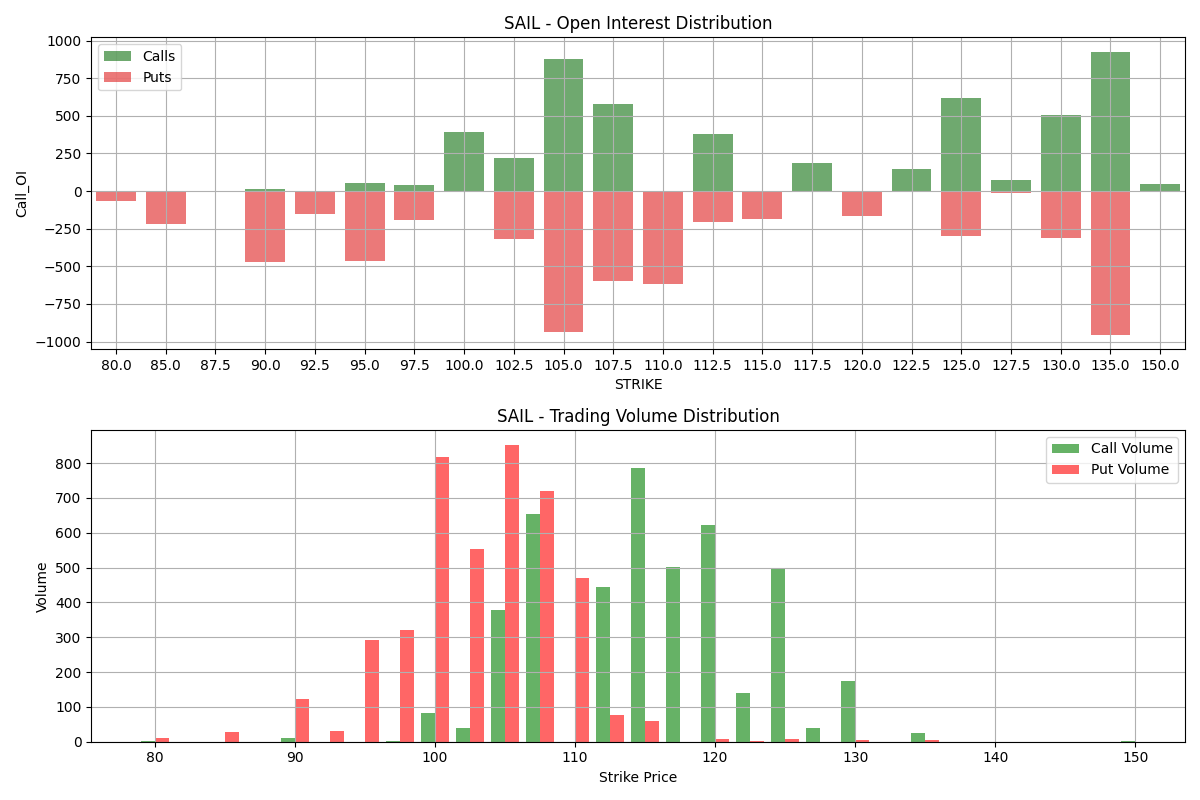 SAIL - Open Interest Distribution
1000
750
500
250
0
−250
−500
−750
−1000
Call_OI
Calls
Puts
80.0 85.0 87.5 90.0 92.5 95.0 97.5 100.0 102.5 105.0 107.5 110.0 112.5 115.0 117.5 120.0 122.5 125.0 127.5 130.0 135.0 150.0
STRIKE
SAIL - Trading Volume Distribution
800
700
600
500
400
300
200
100
0
Volume
Call Volume
Put Volume
80 90 100 110 120 130 140 150
Strike Price